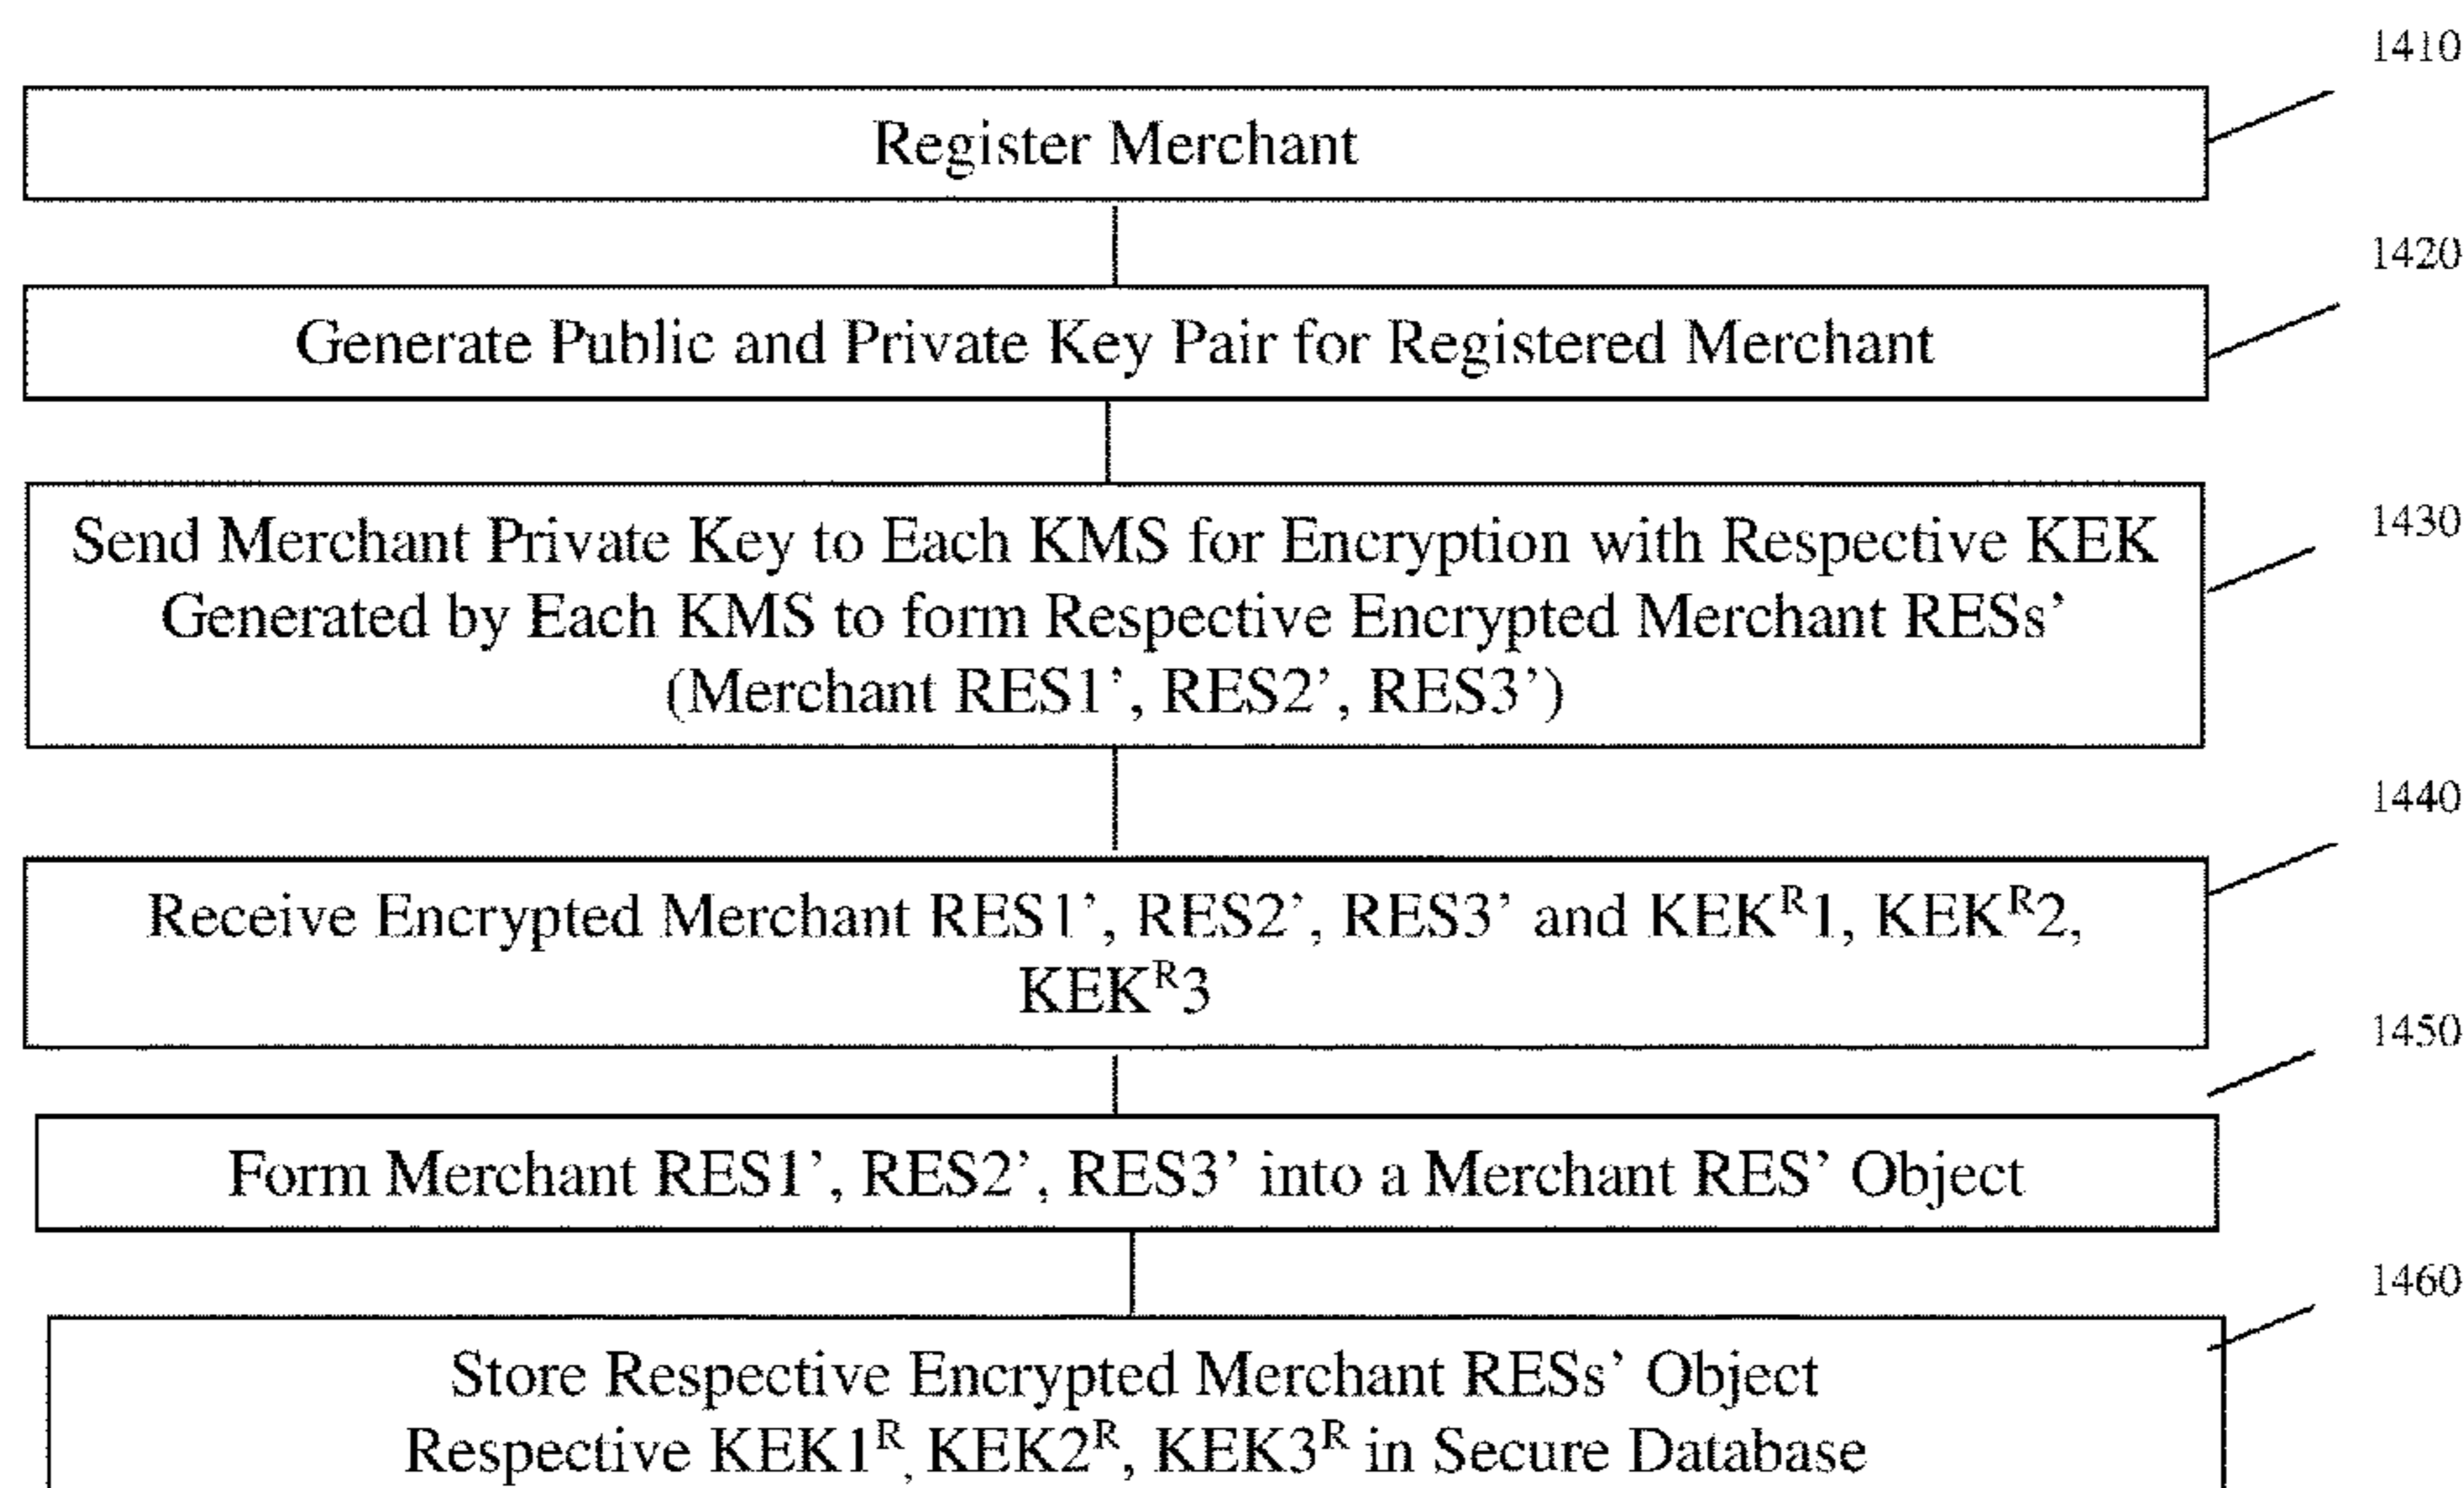 1410
Register Merchant
1420
Generate Public and Private Key Pair for Registered Merchant
1430
Send Merchant Private Key to Each KMS for Encryption with Respective KEK
Generated by Each KMS to form Respective Encrypted Merchant RESs’
(Merchant RES1’, RES2’, RES3’)
1440
Receive Encrypted Merchant RES1’, RES2’, RES3’ and KEKᴿ1, KEKᴿ2,
KEKᴿ3
1450
Form Merchant RES1’, RES2’, RES3’ into a Merchant RES’ Object
1460
Store Respective Encrypted Merchant RESs’ Object
Respective KEK1ᴿ, KEK2ᴿ, KEK3ᴿ in Secure Database